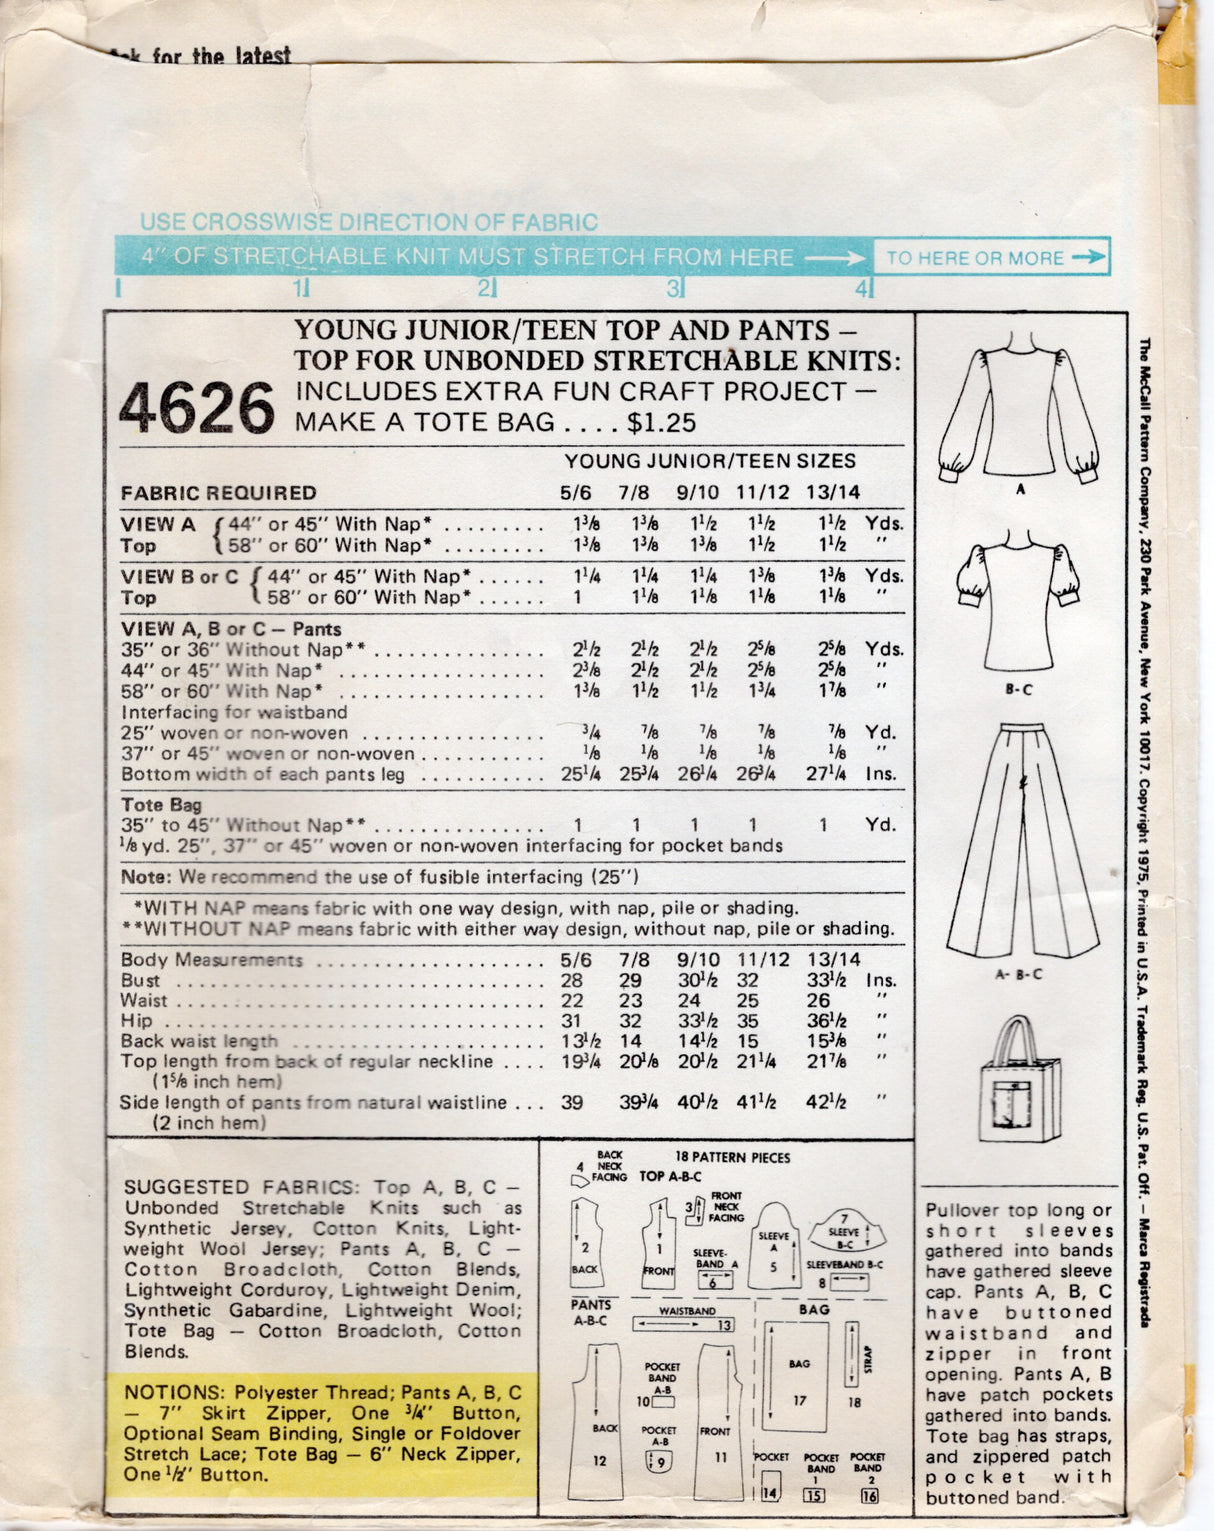 Ask for the latest
USE CROSSWISE DIRECTION OF FABRIC
4" OF STRETCHABLE KNIT MUST STRETCH FROM HERE TO HERE OR MORE
1 2 3 4
YOUNG JUNIOR/TEEN TOP AND PANTS –
TOP FOR UNBONDED STRETCHABLE KNITS:
4626 INCLUDES EXTRA FUN CRAFT PROJECT –
MAKE A TOTE BAG .... $1.25
YOUNG JUNIOR/TEEN SIZES
FABRIC REQUIRED 5/6 7/8 9/10 11/12 13/14
VIEW A { 44" or 45" With Nap* ......... 1³/8 1³/8 1½ 1½ 1½ Yds.
Top 58" or 60" With Nap* ......... 1³/8 1³/8 1³/8 1½ 1½ "
VIEW B or C { 44" or 45" With Nap* ...... 1¼ 1¼ 1¼ 1³/8 1³/8 Yds.
Top 58" or 60" With Nap* ...... 1 1¹/8 1¹/8 1¹/8 1¹/8 "
VIEW A, B or C – Pants
35" or 36" Without Nap** ............... 2½ 2½ 2½ 2⁵/8 2⁵/8 Yds.
44" or 45" With Nap* .................. 2³/8 2½ 2½ 2⁵/8 2⁵/8 "
58" or 60" With Nap* .................. 1³/8 1½ 1½ 1¾ 1⁷/8 "
Interfacing for waistband
25" woven or non-woven ................ ¾ ⁷/8 ⁷/8 ⁷/8 ⁷/8 Yd.
37" or 45" woven or non-woven ........... ¹/8 ¹/8 ¹/8 ¹/8 ¹/8 "
Bottom width of each pants leg ........... 25¼ 25¾ 26¼ 26¾ 27¼ Ins.
Tote Bag
35" to 45" Without Nap** ............... 1 1 1 1 1 Yd.
¹/8 yd. 25", 37" or 45" woven or non-woven interfacing for pocket bands
Note: We recommend the use of fusible interfacing (25")
*WITH NAP means fabric with one way design, with nap, pile or shading.
**WITHOUT NAP means fabric with either way design, without nap, pile or shading.
Body Measurements .................... 5/6 7/8 9/10 11/12 13/14
Bust ................................ 28 29 30½ 32 33½ Ins.
Waist ................................ 22 23 24 25 26 "
Hip ................................. 31 32 33½ 35 36½ "
Back waist length ...................... 13½ 14 14½ 15 15³/8 "
Top length from back of regular neckline .... 19¾ 20¹/8 20½ 21¼ 21⁷/8 "
(1⁵/8 inch hem)
Side length of pants from natural waistline ... 39 39¾ 40½ 41½ 42½ "
(2 inch hem)
SUGGESTED FABRICS: Top A, B, C –
Unbonded Stretchable Knits such as
Synthetic Jersey, Cotton Knits, Light-
weight Wool Jersey; Pants A, B, C –
Cotton Broadcloth, Cotton Blends,
Lightweight Corduroy, Lightweight Denim,
Synthetic Gabardine, Lightweight Wool;
Tote Bag – Cotton Broadcloth, Cotton
Blends.
NOTIONS: Polyester Thread; Pants A, B, C
– 7" Skirt Zipper, One ¾" Button,
Optional Seam Binding, Single or Foldover
Stretch Lace; Tote Bag – 6" Neck Zipper,
One ½" Button.
18 PATTERN PIECES
TOP A-B-C
4 BACK
NECK
FACING
2
BACK
1
FRONT
3 FRONT
NECK
FACING
SLEEVE-
BAND A
6
SLEEVE
A
5
7
SLEEVE
B-C
SLEEVEBAND B-C
8
PANTS
A-B-C
WAISTBAND
13
BACK
12
POCKET
BAND
A-B
10
POCKET
A-B
9
FRONT
11
BAG
BAG
17
STRAP
18
POCKET
14
POCKET
BAND
1
15
POCKET
BAND
2
16
A
B-C
A- B-C
Pullover top long or
short sleeves
gathered into bands
have gathered sleeve
cap. Pants A, B, C
have buttoned
waistband and
zipper in front
opening. Pants A, B
have patch pockets
gathered into bands.
Tote bag has straps,
and zippered patch
pocket with
buttoned band.
The McCall Pattern Company, 230 Park Avenue, New York 10017. Copyright 1975, Printed in U.S.A. Trademark Reg. U.S. Pat. Off. – Marca Registrada